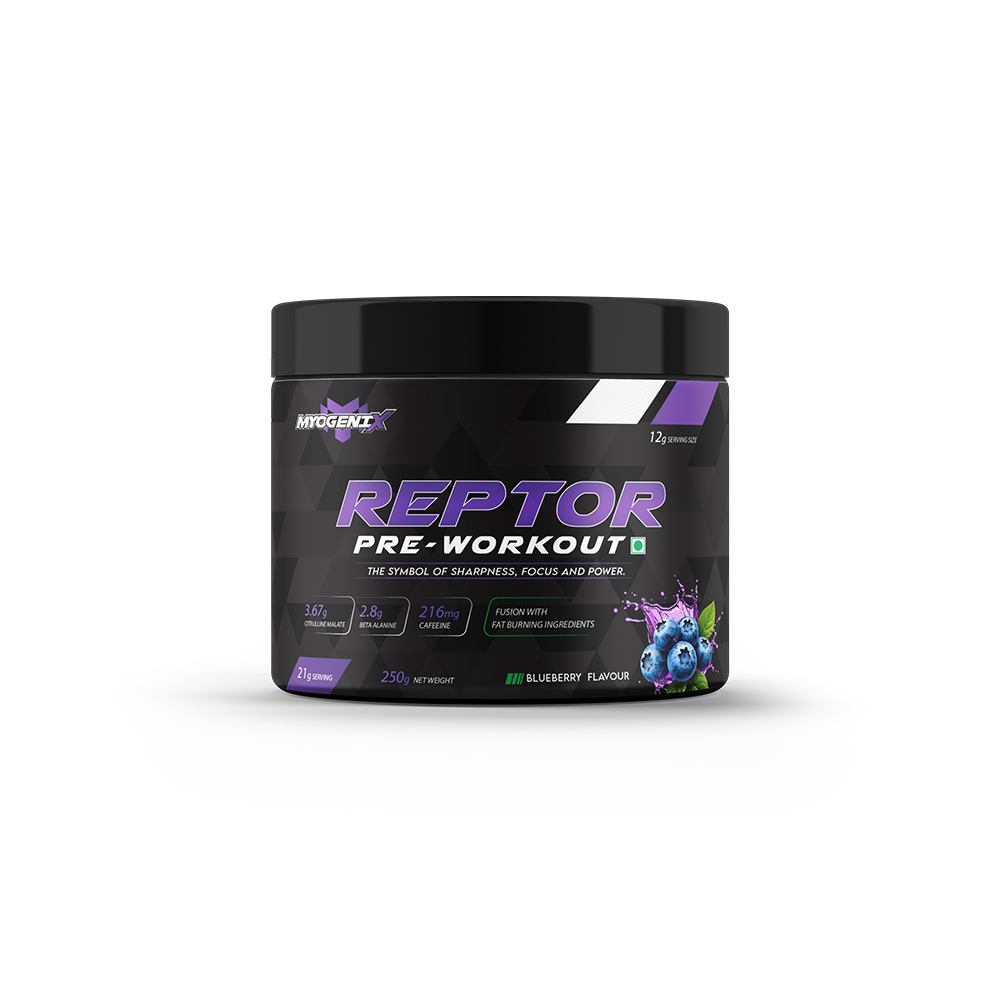 MYOGENIX
12g SERVING SIZE
REPTOR
PRE-WORKOUT
THE SYMBOL OF SHARPNESS, FOCUS AND POWER.
3.67g
CITRULLINE MALATE
2.8g
BETA ALANINE
216mg
CAFEEINE
FUSION WITH
FAT BURNING INGREDIENTS
21g SERVING
250g NET WEIGHT
BLUEBERRY FLAVOUR